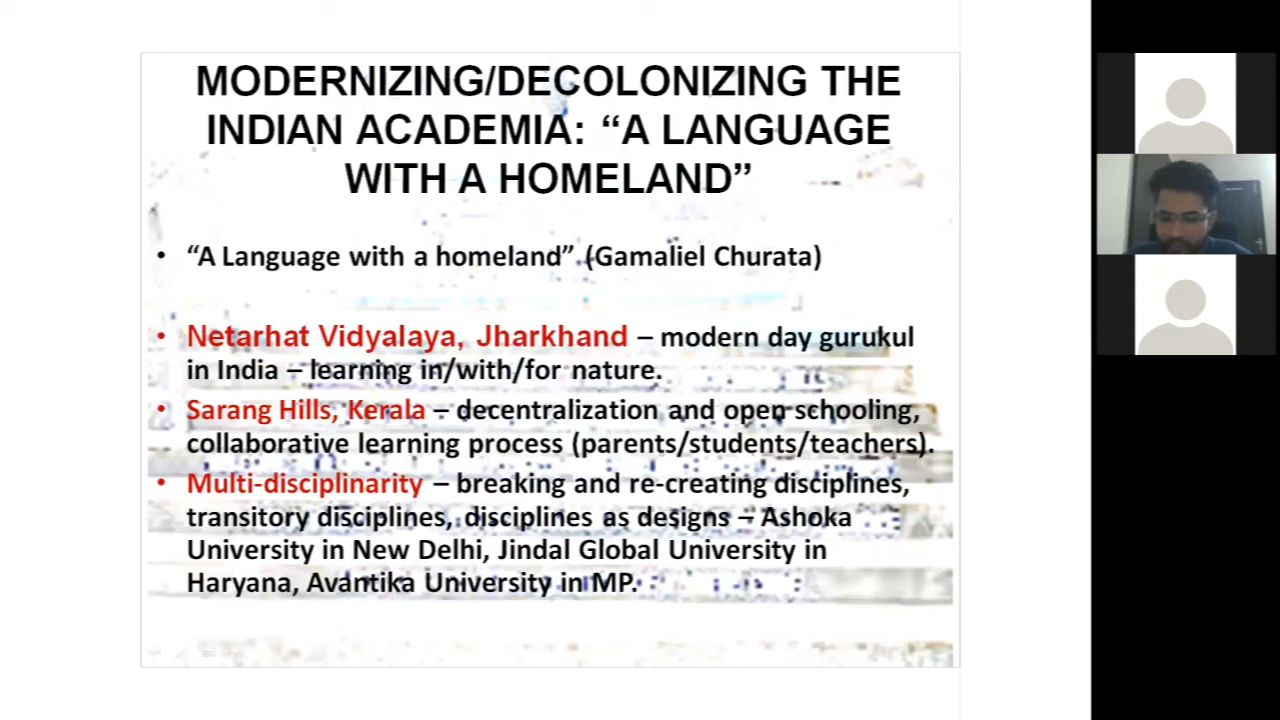 MODERNIZING/DECOLONIZING THE
INDIAN ACADEMIA: “A LANGUAGE
WITH A HOMELAND”
• “A Language with a homeland” (Gamaliel Churata)
• Netarhat Vidyalaya, Jharkhand – modern day gurukul
in India – learning in/with/for nature.
• Sarang Hills, Kerala – decentralization and open schooling,
collaborative learning process (parents/students/teachers).
• Multi-disciplinarity – breaking and re-creating disciplines,
transitory disciplines, disciplines as designs – Ashoka
University in New Delhi, Jindal Global University in
Haryana, Avantika University in MP.